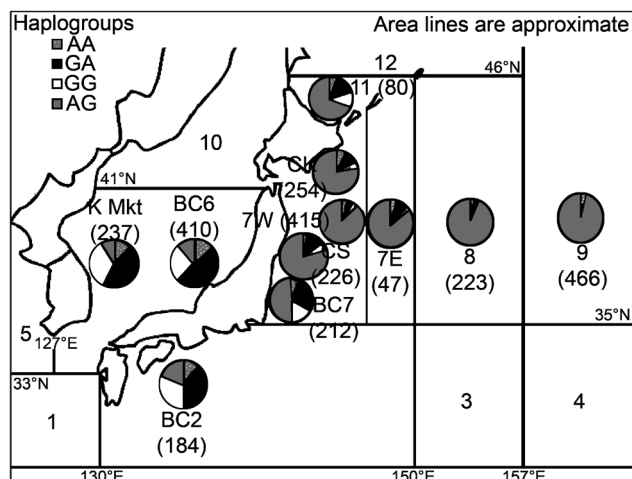 Haplogroups
AA
GA
GG
AG
Area lines are approximate
12
46°N
11 (80)
10
CK
(254)
41°N
K Mkt
(237)
BC6
(410)
7W (415)
CS
(226)
7E
(47)
8
(223)
9
(466)
BC7
(212)
35°N
5
127°E
33°N
1
BC2
(184)
3
4
130°E
150°E
157°E